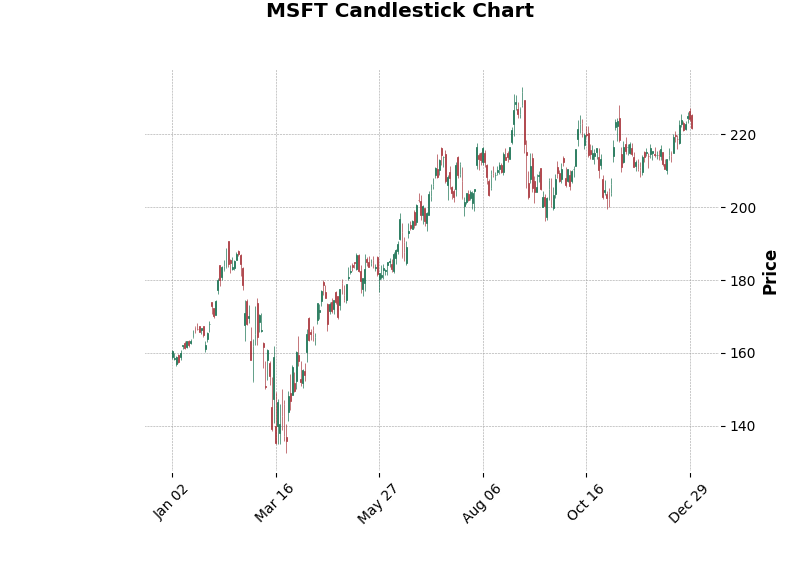 MSFT Candlestick Chart
220
200
180
160
140
Price
Jan 02
Mar 16
May 27
Aug 06
Oct 16
Dec 29